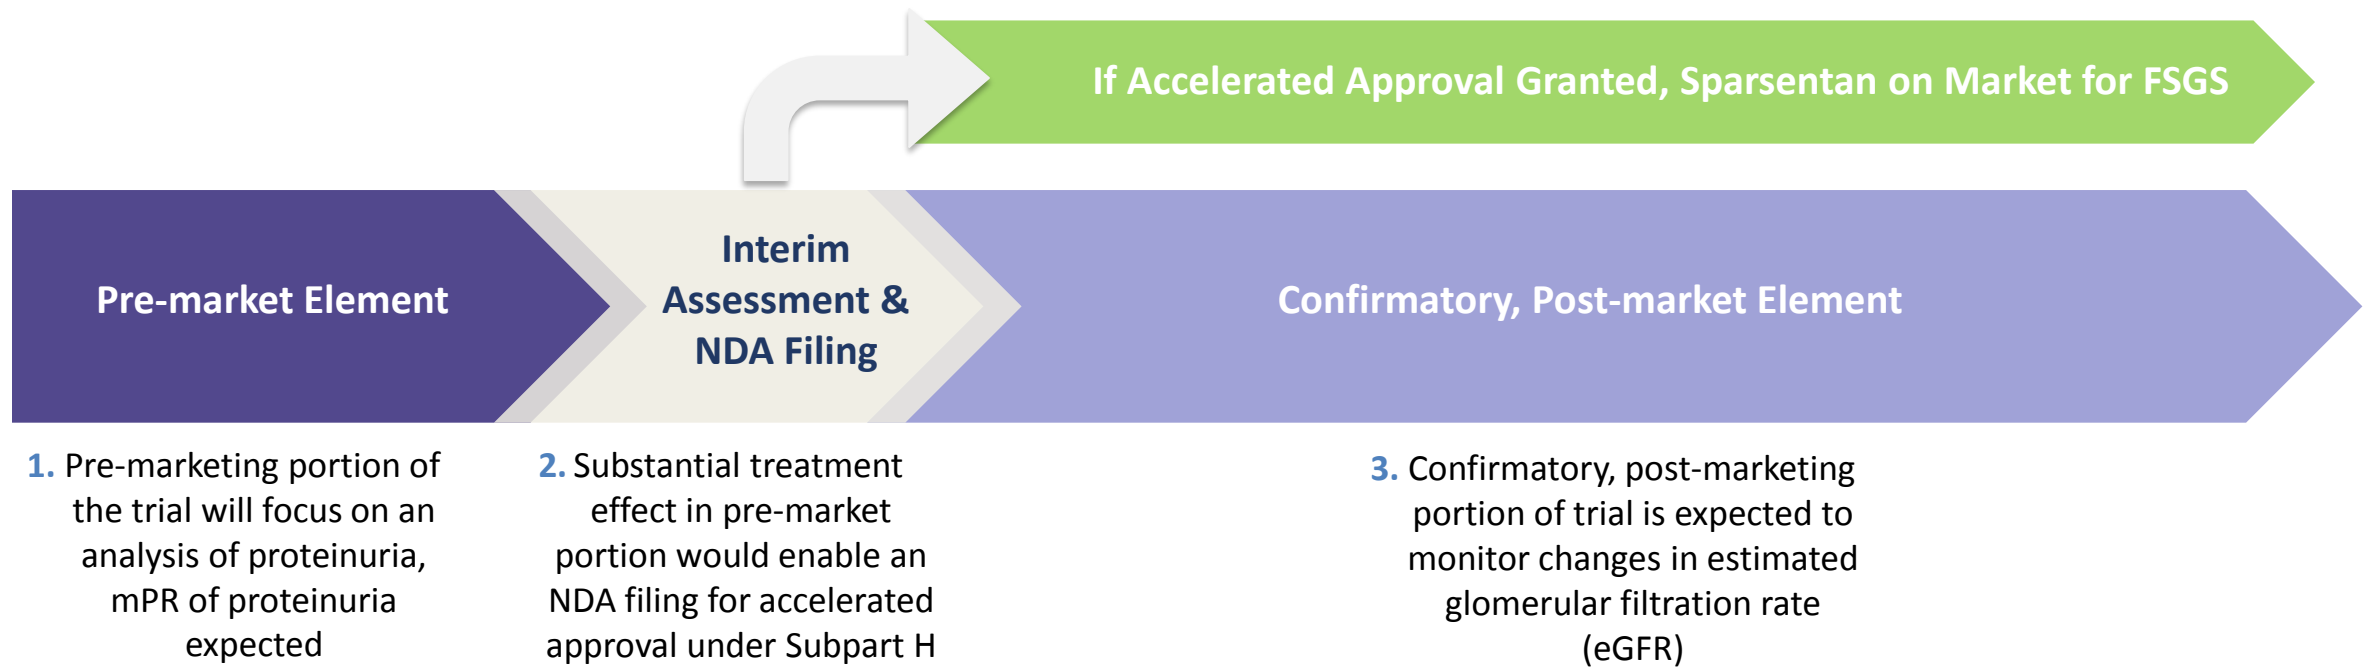 If Accelerated Approval Granted, Sparsentan on Market for FSGS
Pre-market Element
Interim
Assessment &
NDA Filing
Confirmatory, Post-market Element
1. Pre-marketing portion of
the trial will focus on an
analysis of proteinuria,
mPR of proteinuria
expected
2. Substantial treatment
effect in pre-market
portion would enable an
NDA filing for accelerated
approval under Subpart H
3. Confirmatory, post-marketing
portion of trial is expected to
monitor changes in estimated
glomerular filtration rate
(eGFR)